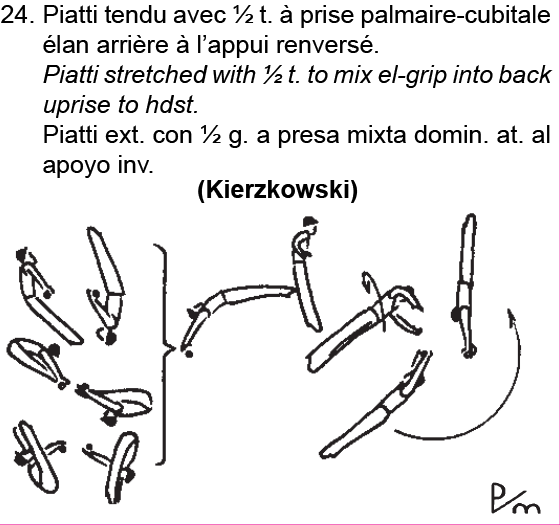 24. Piatti tendu avec ½ t. à prise palmaire-cubitale
élan arrière à l’appui renversé.
Piatti stretched with ½ t. to mix el-grip into back
uprise to hdst.
Piatti ext. con ½ g. a presa mixta domin. at. al
apoyo inv.
(Kierzkowski)
P/m